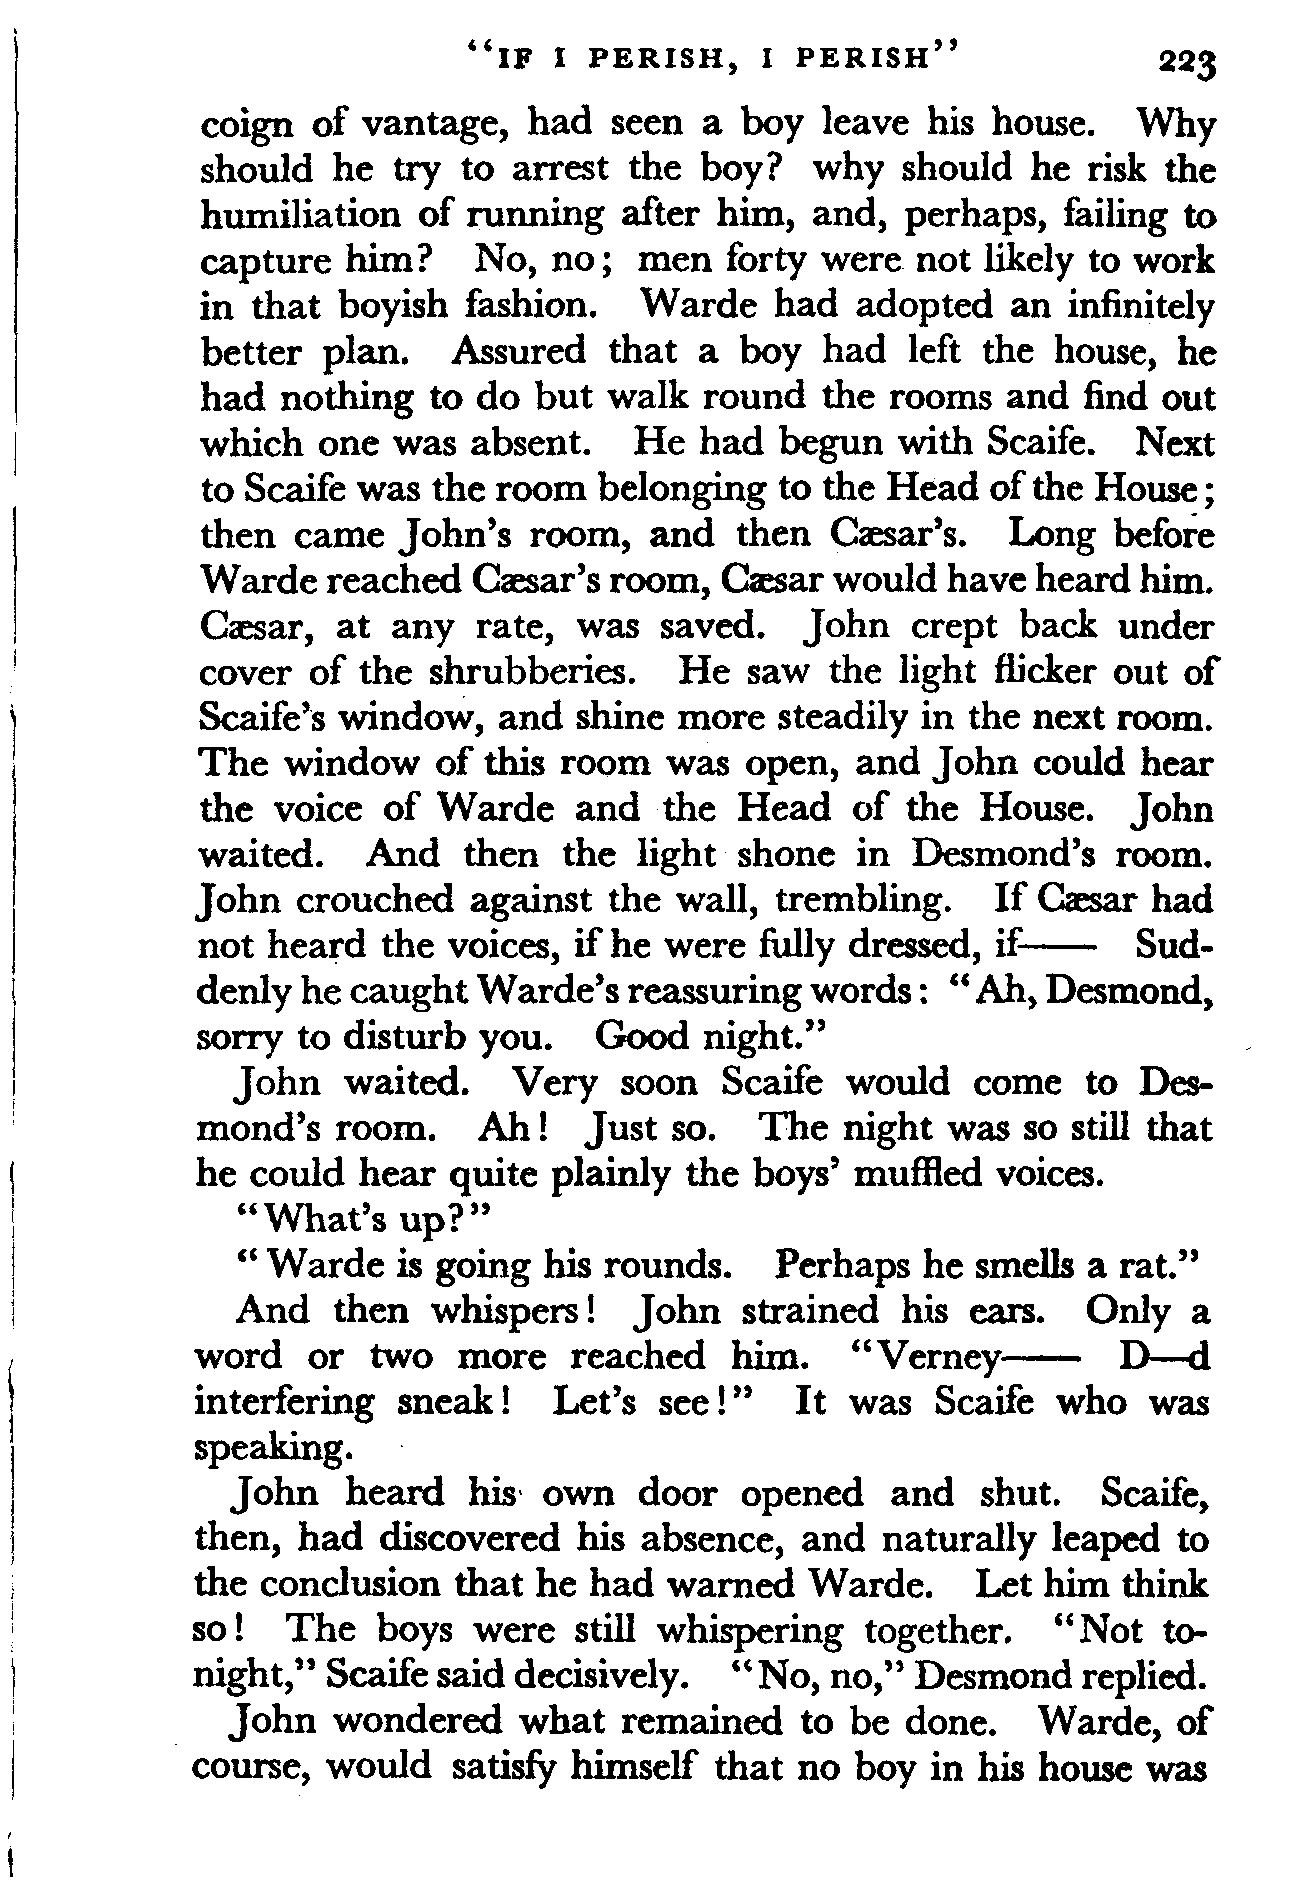 "IF I PERISH, I PERISH" 223
coign of vantage, had seen a boy leave his house. Why
should he try to arrest the boy? why should he risk the
humiliation of running after him, and, perhaps, failing to
capture him? No, no; men forty were not likely to work
in that boyish fashion. Warde had adopted an infinitely
better plan. Assured that a boy had left the house, he
had nothing to do but walk round the rooms and find out
which one was absent. He had begun with Scaife. Next
to Scaife was the room belonging to the Head of the House;
then came John's room, and then Cæsar's. Long before
Warde reached Cæsar's room, Cæsar would have heard him.
Cæsar, at any rate, was saved. John crept back under
cover of the shrubberies. He saw the light flicker out of
Scaife's window, and shine more steadily in the next room.
The window of this room was open, and John could hear
the voice of Warde and the Head of the House. John
waited. And then the light shone in Desmond's room.
John crouched against the wall, trembling. If Cæsar had
not heard the voices, if he were fully dressed, if—— Sud-
denly he caught Warde's reassuring words: "Ah, Desmond,
sorry to disturb you. Good night."
John waited. Very soon Scaife would come to Des-
mond's room. Ah! Just so. The night was so still that
he could hear quite plainly the boys' muffled voices.
"What's up?"
"Warde is going his rounds. Perhaps he smells a rat."
And then whispers! John strained his ears. Only a
word or two more reached him. "Verney—— D—d
interfering sneak! Let's see!" It was Scaife who was
speaking.
John heard his own door opened and shut. Scaife,
then, had discovered his absence, and naturally leaped to
the conclusion that he had warned Warde. Let him think
so! The boys were still whispering together. "Not to-
night," Scaife said decisively. "No, no," Desmond replied.
John wondered what remained to be done. Warde, of
course, would satisfy himself that no boy in his house was